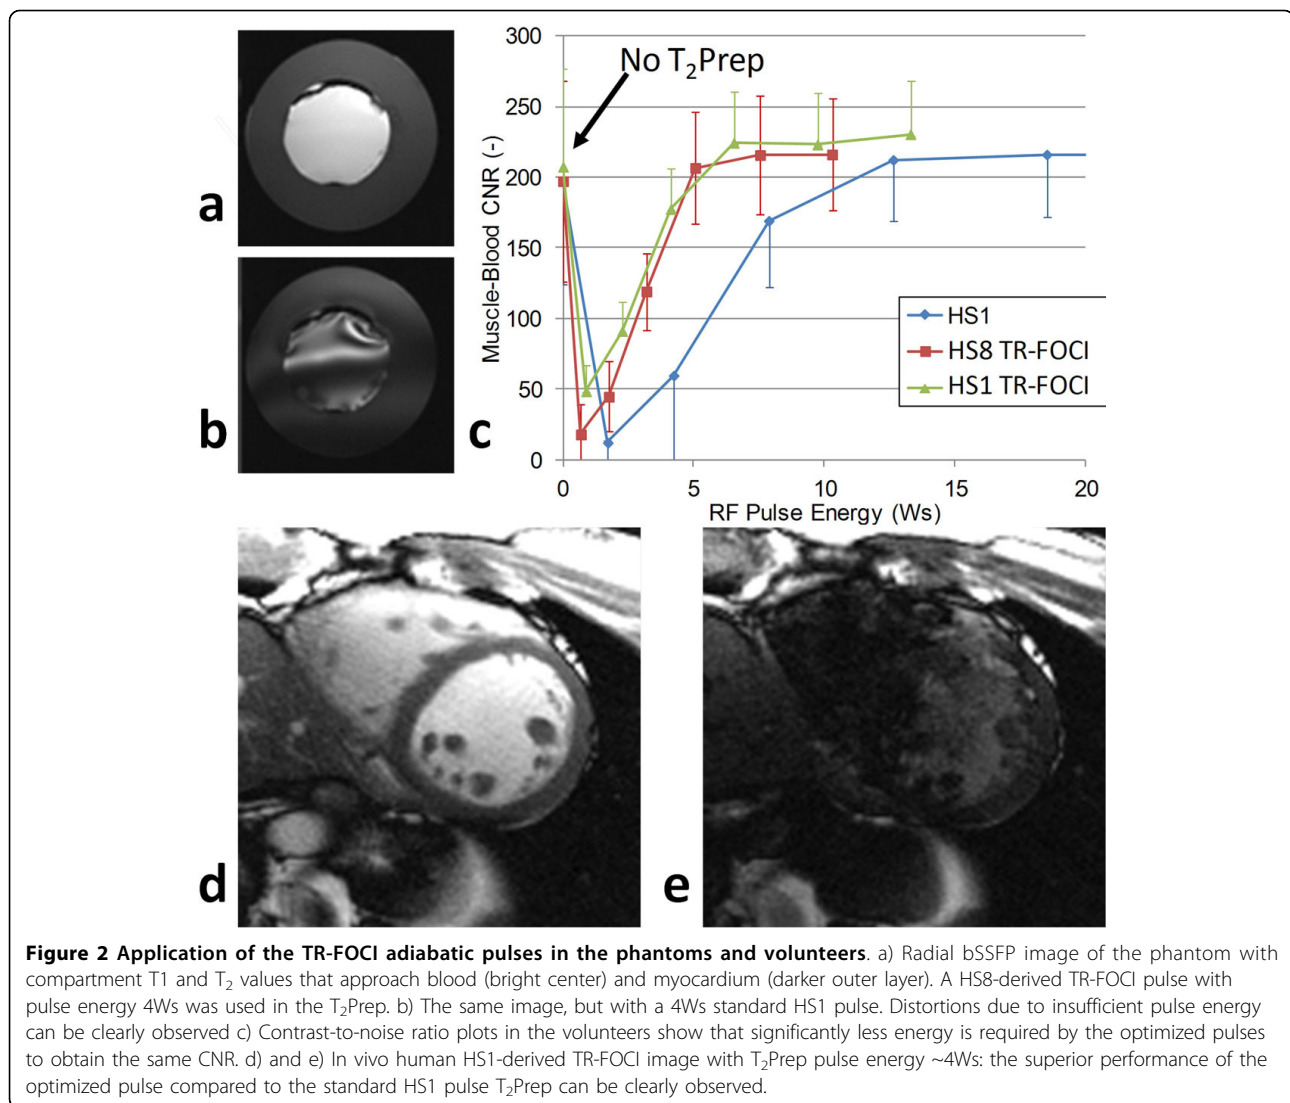 a
b
c
300
250
200
150
100
50
0
Muscle-Blood CNR (-)
No T₂Prep
HS1
HS8 TR-FOCI
HS1 TR-FOCI
0 5 10 15 20
RF Pulse Energy (Ws)
d
e
Figure 2 Application of the TR-FOCI adiabatic pulses in the phantoms and volunteers. a) Radial bSSFP image of the phantom with
compartment T1 and T₂ values that approach blood (bright center) and myocardium (darker outer layer). A HS8-derived TR-FOCI pulse with
pulse energy 4Ws was used in the T₂Prep. b) The same image, but with a 4Ws standard HS1 pulse. Distortions due to insufficient pulse energy
can be clearly observed c) Contrast-to-noise ratio plots in the volunteers show that significantly less energy is required by the optimized pulses
to obtain the same CNR. d) and e) In vivo human HS1-derived TR-FOCI image with T₂Prep pulse energy ~4Ws: the superior performance of the
optimized pulse compared to the standard HS1 pulse T₂Prep can be clearly observed.